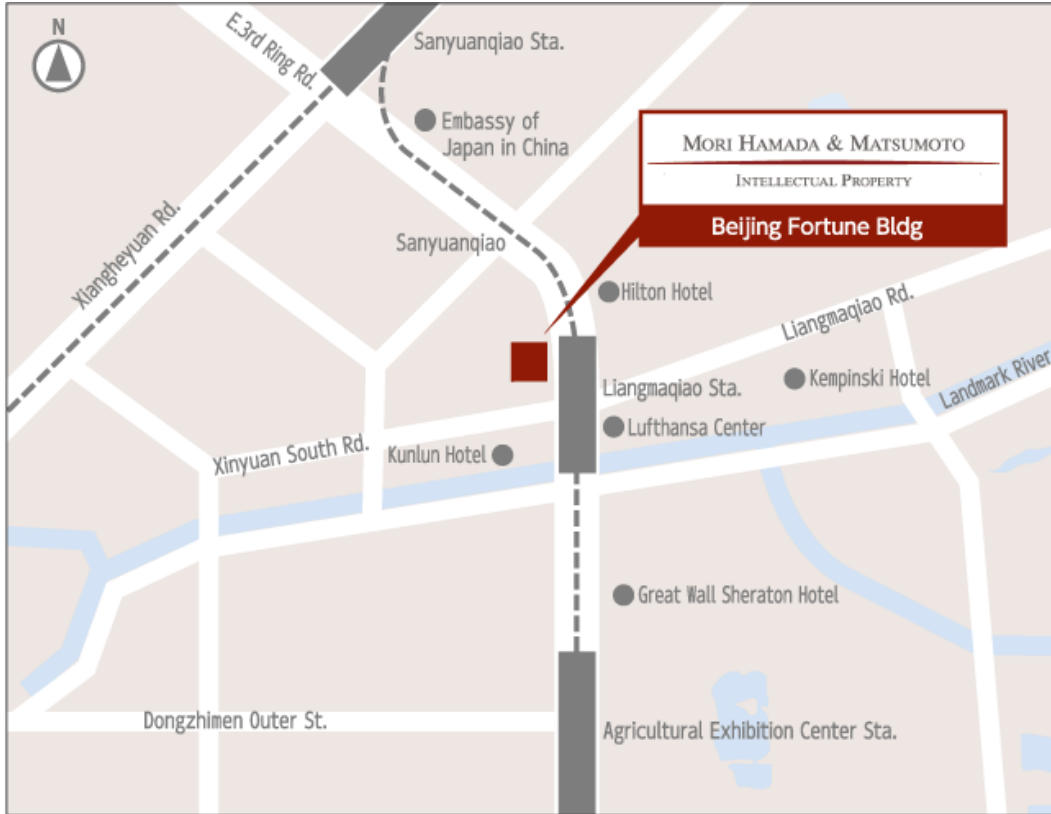 N
E.3rd Ring Rd.
Sanyuanqiao Sta.
Embassy of
Japan in China
MORI HAMADA & MATSUMOTO
INTELLECTUAL PROPERTY
Beijing Fortune Bldg
Xiangheyuan Rd.
Sanyuanqiao
Hilton Hotel
Liangmaqiao Rd.
Liangmaqiao Sta.
Kempinski Hotel
Landmark River
Lufthansa Center
Xinyuan South Rd.
Kunlun Hotel
Great Wall Sheraton Hotel
Dongzhimen Outer St.
Agricultural Exhibition Center Sta.